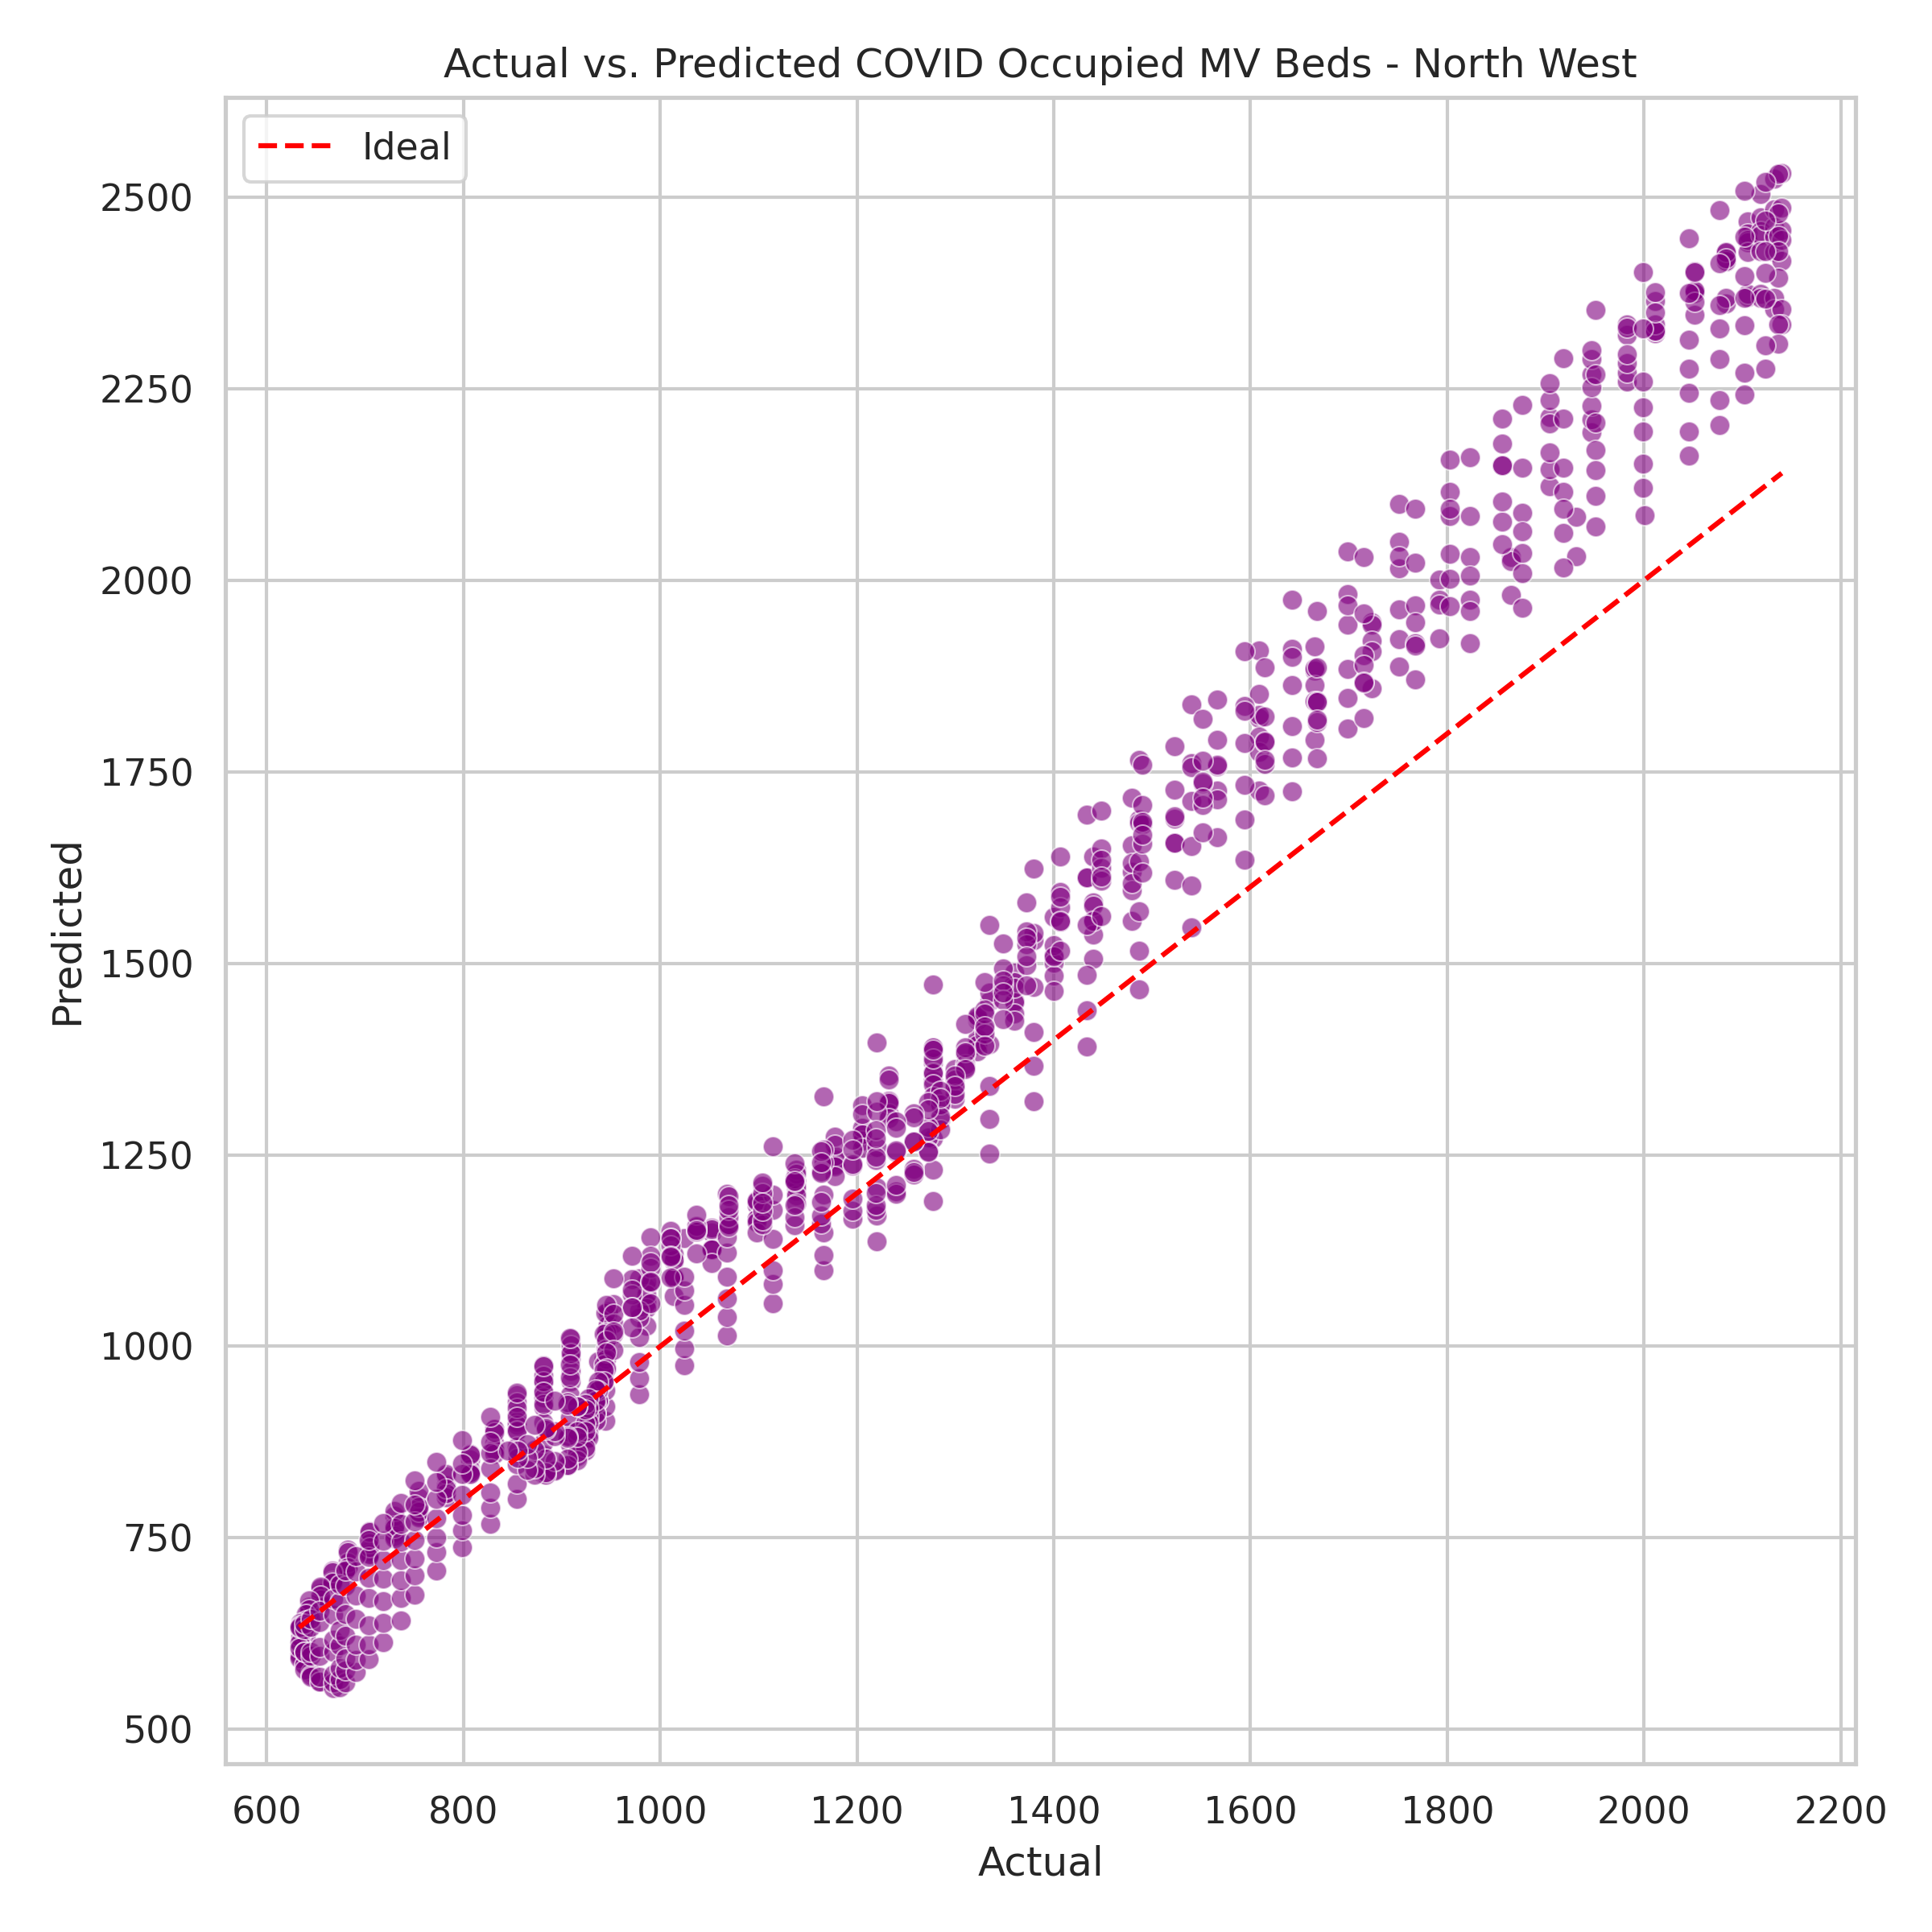 Actual vs. Predicted COVID Occupied MV Beds - North West
Ideal
2500
2250
2000
1750
1500
1250
1000
750
500
Predicted
600 800 1000 1200 1400 1600 1800 2000 2200
Actual